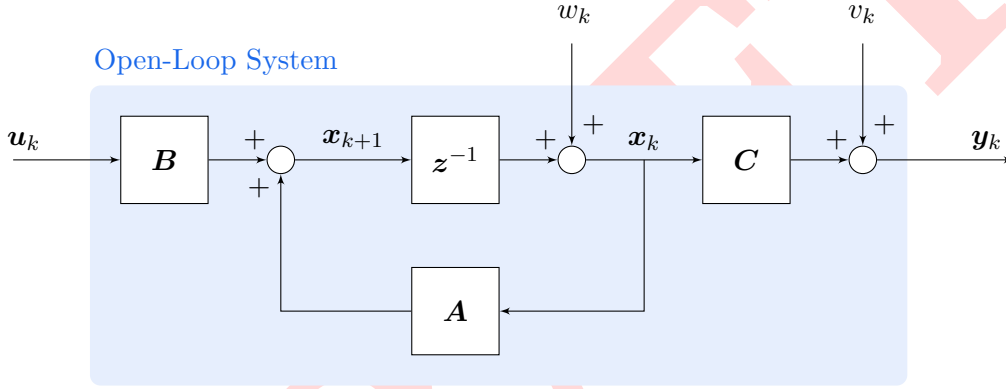 w_k
v_k
Open-Loop System
+
+
+
+
+
u_k
B
x_{k+1}
z^{-1}
x_k
C
y_k
+
A